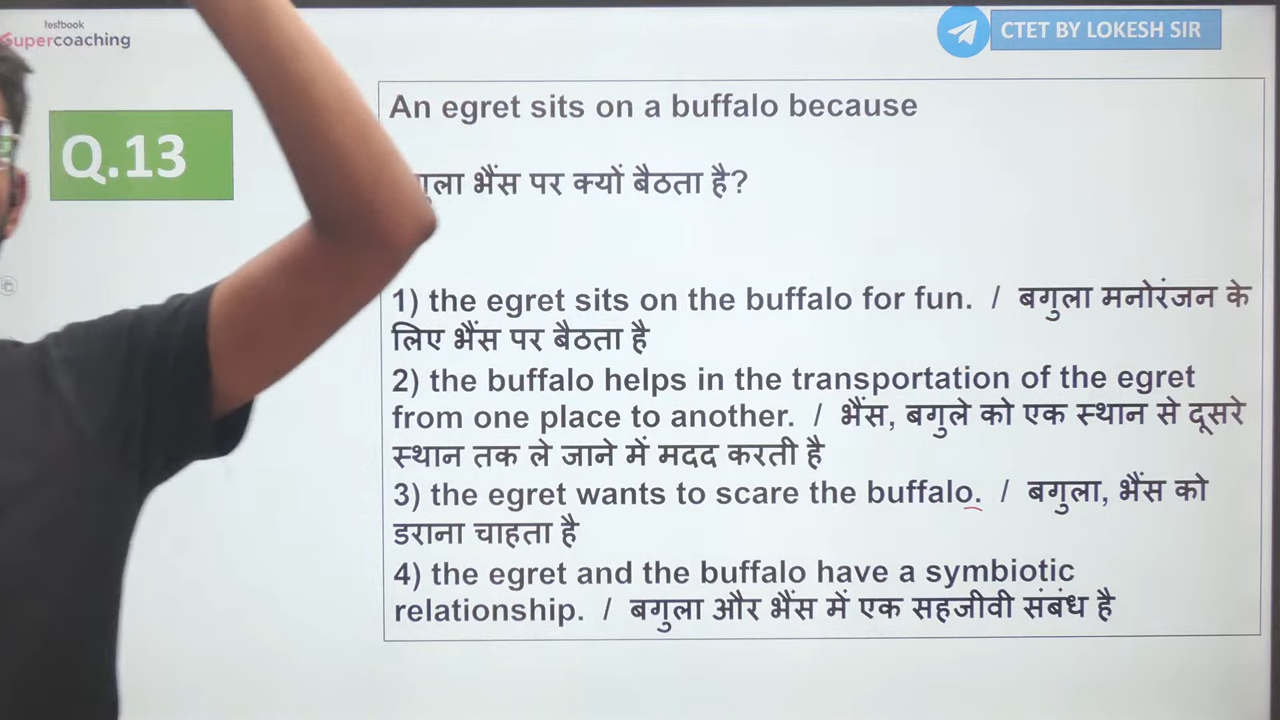 testbook
Supercoaching
CTET BY LOKESH SIR
Q.13
An egret sits on a buffalo because
भैंस पर क्यों बैठता है?
1) the egret sits on the buffalo for fun. / बगुला मनोरंजन के
लिए भैंस पर बैठता है
2) the buffalo helps in the transportation of the egret
from one place to another. / भैंस, बगुले को एक स्थान से दूसरे
स्थान तक ले जाने में मदद करती है
3) the egret wants to scare the buffalo. / बगुला, भैंस को
डराना चाहता है
4) the egret and the buffalo have a symbiotic
relationship. / बगुला और भैंस में एक सहजीवी संबंध है